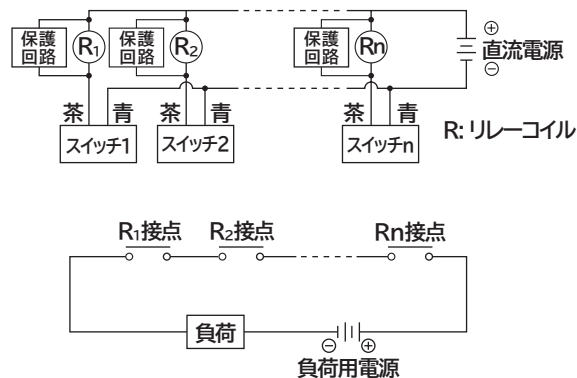 保護
回路
R₁
保護
回路
R₂
保護
回路
Rn
⊕
直流電源
⊖
茶 青 茶 青 茶 青
スイッチ1 スイッチ2 スイッチn
R: リレーコイル
R₁接点 R₂接点 Rn接点
負荷
⊖ ⊕
負荷用電源